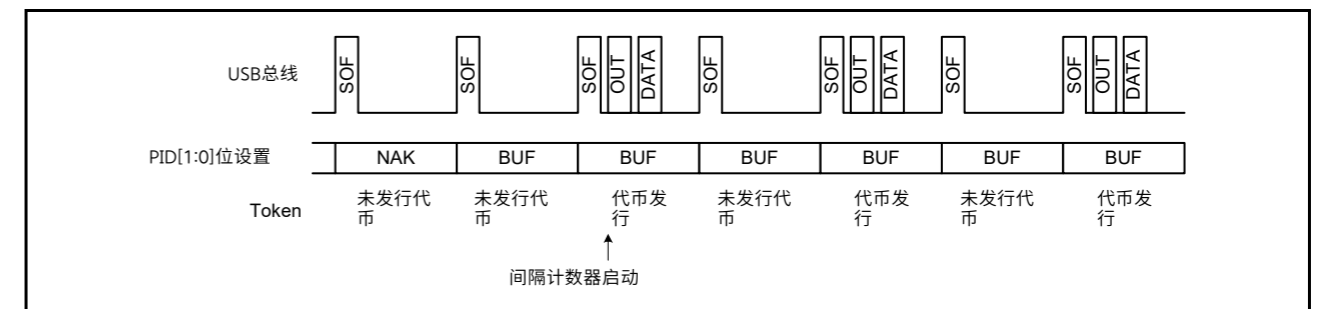 USB总线
SOF
SOF
SOF OUT DATA
SOF
SOF OUT DATA
SOF
SOF OUT DATA
PID[1:0]位设置
NAK BUF BUF BUF BUF BUF BUF
Token
未发行代
币
未发行代
币
代币发
行
未发行代
币
代币发
行
未发行代
币
代币发
行
间隔计数器启动